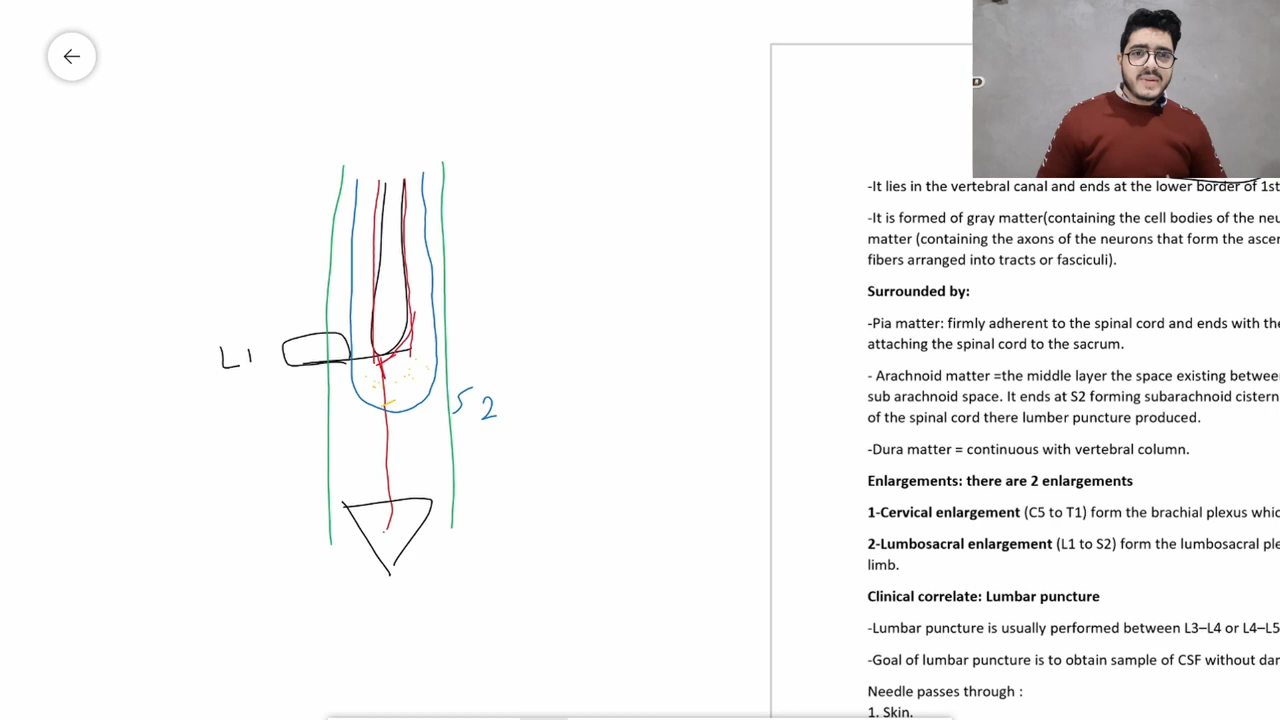 L1
S2
-It lies in the vertebral canal and ends at the lower border of 1st
-It is formed of gray matter(containing the cell bodies of the neu
matter (containing the axons of the neurons that form the ascen
fibers arranged into tracts or fasciculi).
Surrounded by:
-Pia matter: firmly adherent to the spinal cord and ends with the
attaching the spinal cord to the sacrum.
- Arachnoid matter =the middle layer the space existing between
sub arachnoid space. It ends at S2 forming subarachnoid cistern
of the spinal cord there lumber puncture produced.
-Dura matter = continuous with vertebral column.
Enlargements: there are 2 enlargements
1-Cervical enlargement (C5 to T1) form the brachial plexus whic
2-Lumbosacral enlargement (L1 to S2) form the lumbosacral ple
limb.
Clinical correlate: Lumbar puncture
-Lumbar puncture is usually performed between L3–L4 or L4–L5
-Goal of lumbar puncture is to obtain sample of CSF without dar
Needle passes through :
1. Skin.